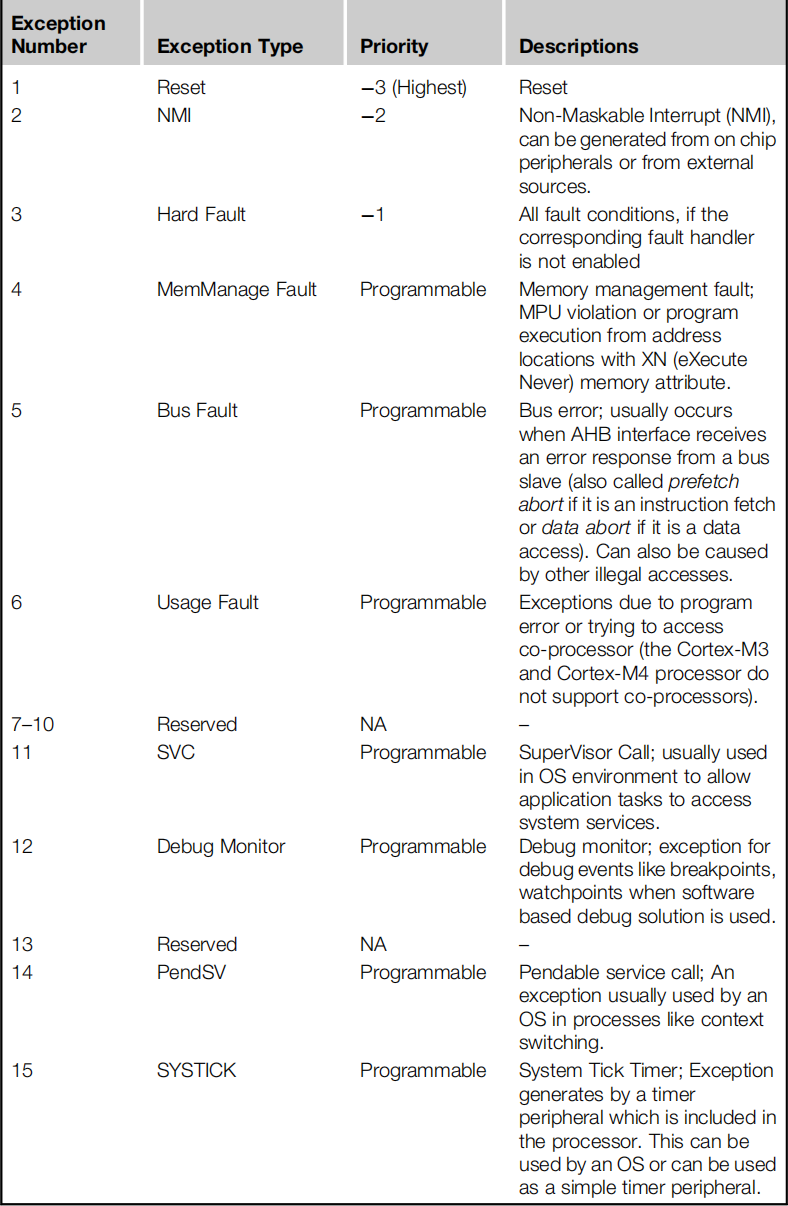 Exception Number Exception Type Priority Descriptions
1 Reset −3 (Highest) Reset
2 NMI −2 Non-Maskable Interrupt (NMI),
can be generated from on chip
peripherals or from external
sources.
3 Hard Fault −1 All fault conditions, if the
corresponding fault handler
is not enabled
4 MemManage Fault Programmable Memory management fault;
MPU violation or program
execution from address
locations with XN (eXecute
Never) memory attribute.
5 Bus Fault Programmable Bus error; usually occurs
when AHB interface receives
an error response from a bus
slave (also called prefetch
abort if it is an instruction fetch
or data abort if it is a data
access). Can also be caused
by other illegal accesses.
6 Usage Fault Programmable Exceptions due to program
error or trying to access
co-processor (the Cortex-M3
and Cortex-M4 processor do
not support co-processors).
7–10 Reserved NA –
11 SVC Programmable SuperVisor Call; usually used
in OS environment to allow
application tasks to access
system services.
12 Debug Monitor Programmable Debug monitor; exception for
debug events like breakpoints,
watchpoints when software
based debug solution is used.
13 Reserved NA –
14 PendSV Programmable Pendable service call; An
exception usually used by an
OS in processes like context
switching.
15 SYSTICK Programmable System Tick Timer; Exception
generates by a timer
peripheral which is included in
the processor. This can be
used by an OS or can be used
as a simple timer peripheral.